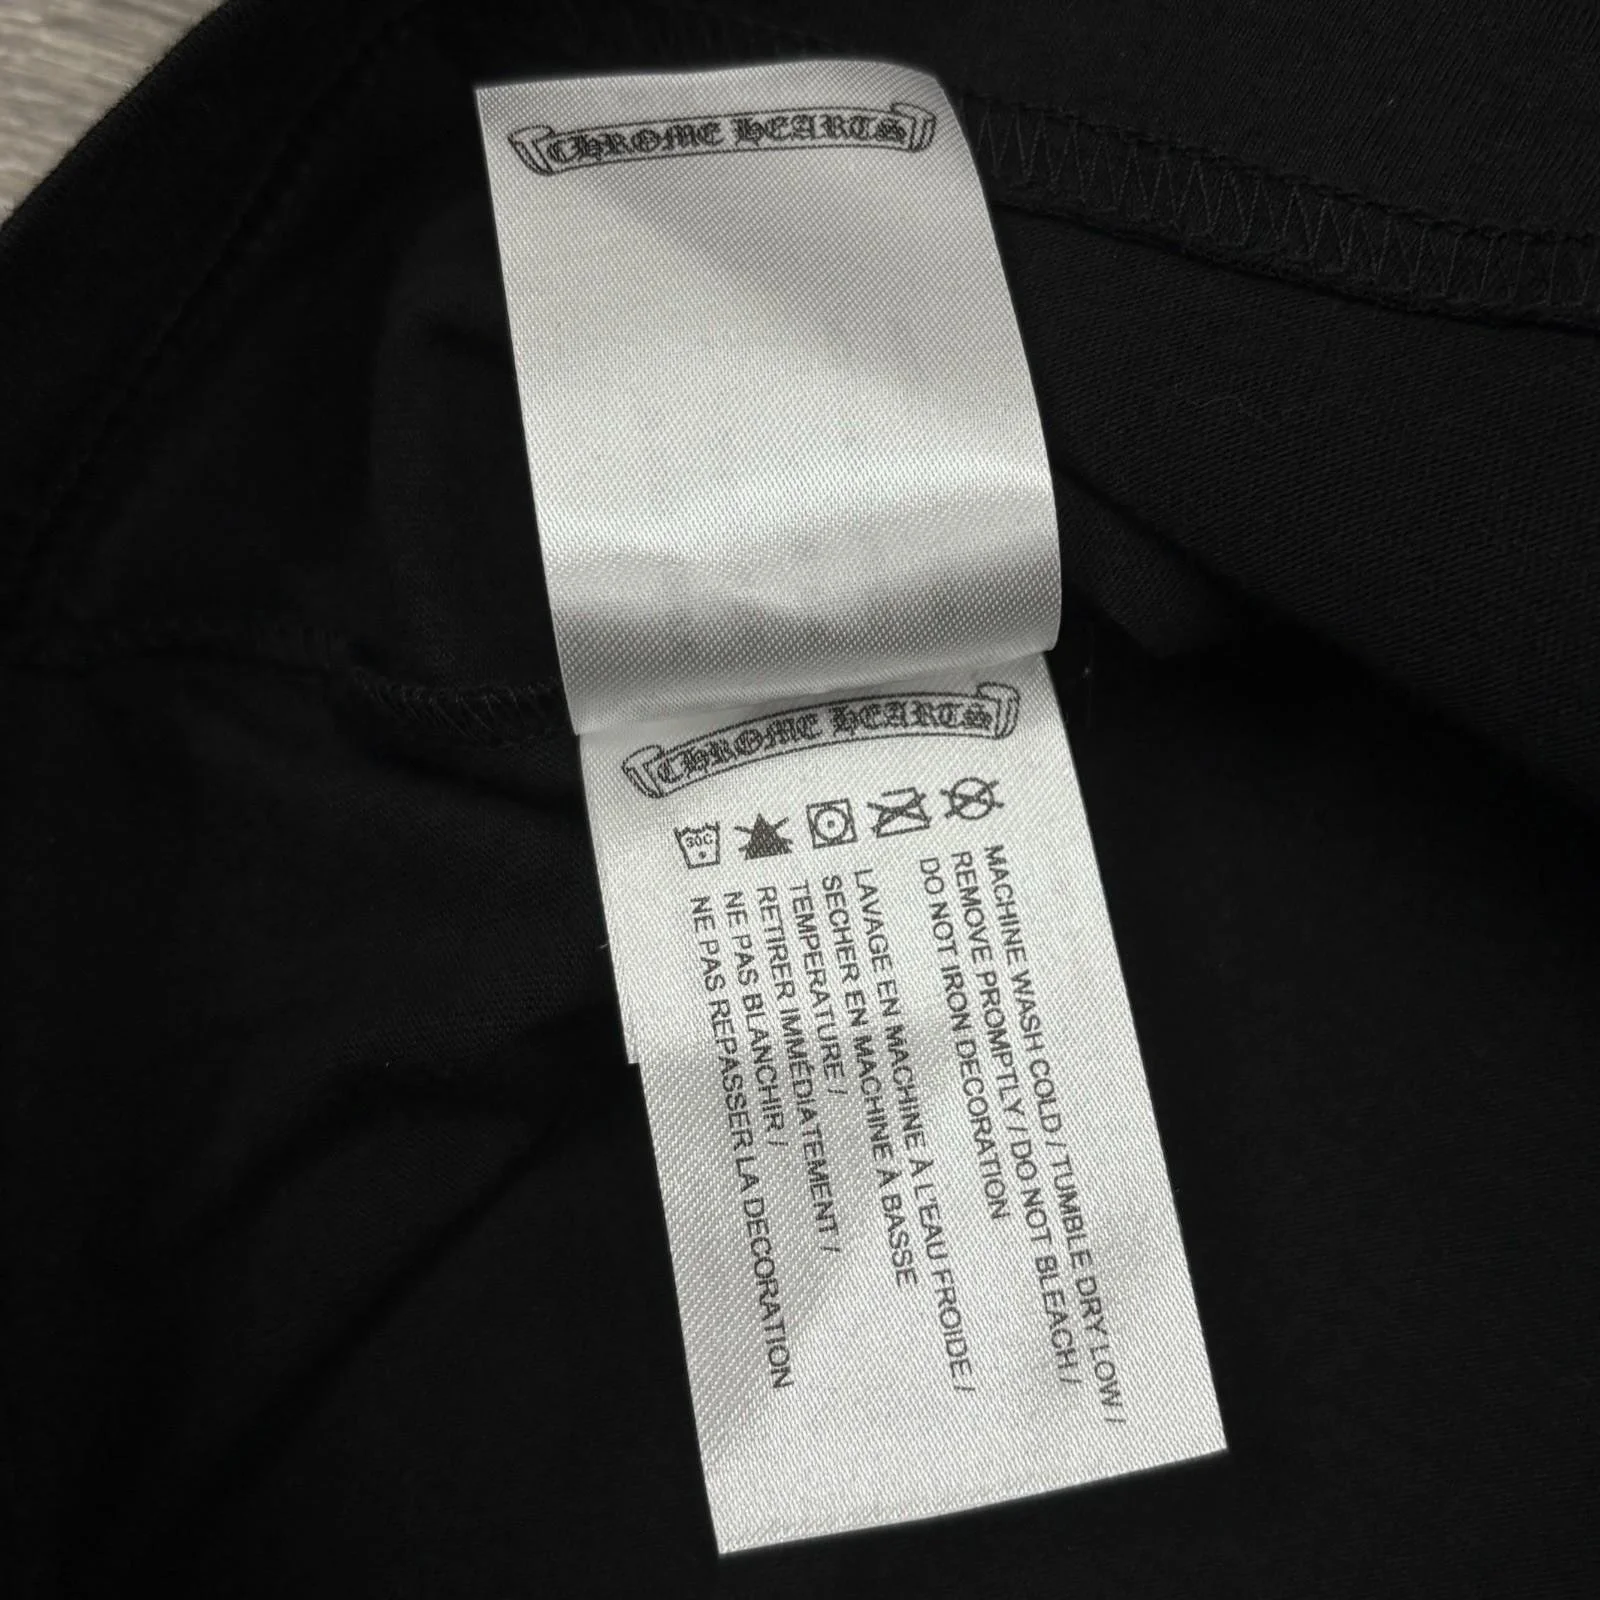 CHROME HEARTS
CHROME HEARTS
30C
MACHINE WASH COLD / TUMBLE DRY LOW /
REMOVE PROMPTLY / DO NOT BLEACH /
DO NOT IRON DECORATION
LAVAGE EN MACHINE À L'EAU FROIDE /
SECHER EN MACHINE À BASSE
TEMPERATURE /
RETIRER IMMÉDIATEMENT /
NE PAS BLANCHIR /
NE PAS REPASSER LA DECORATION